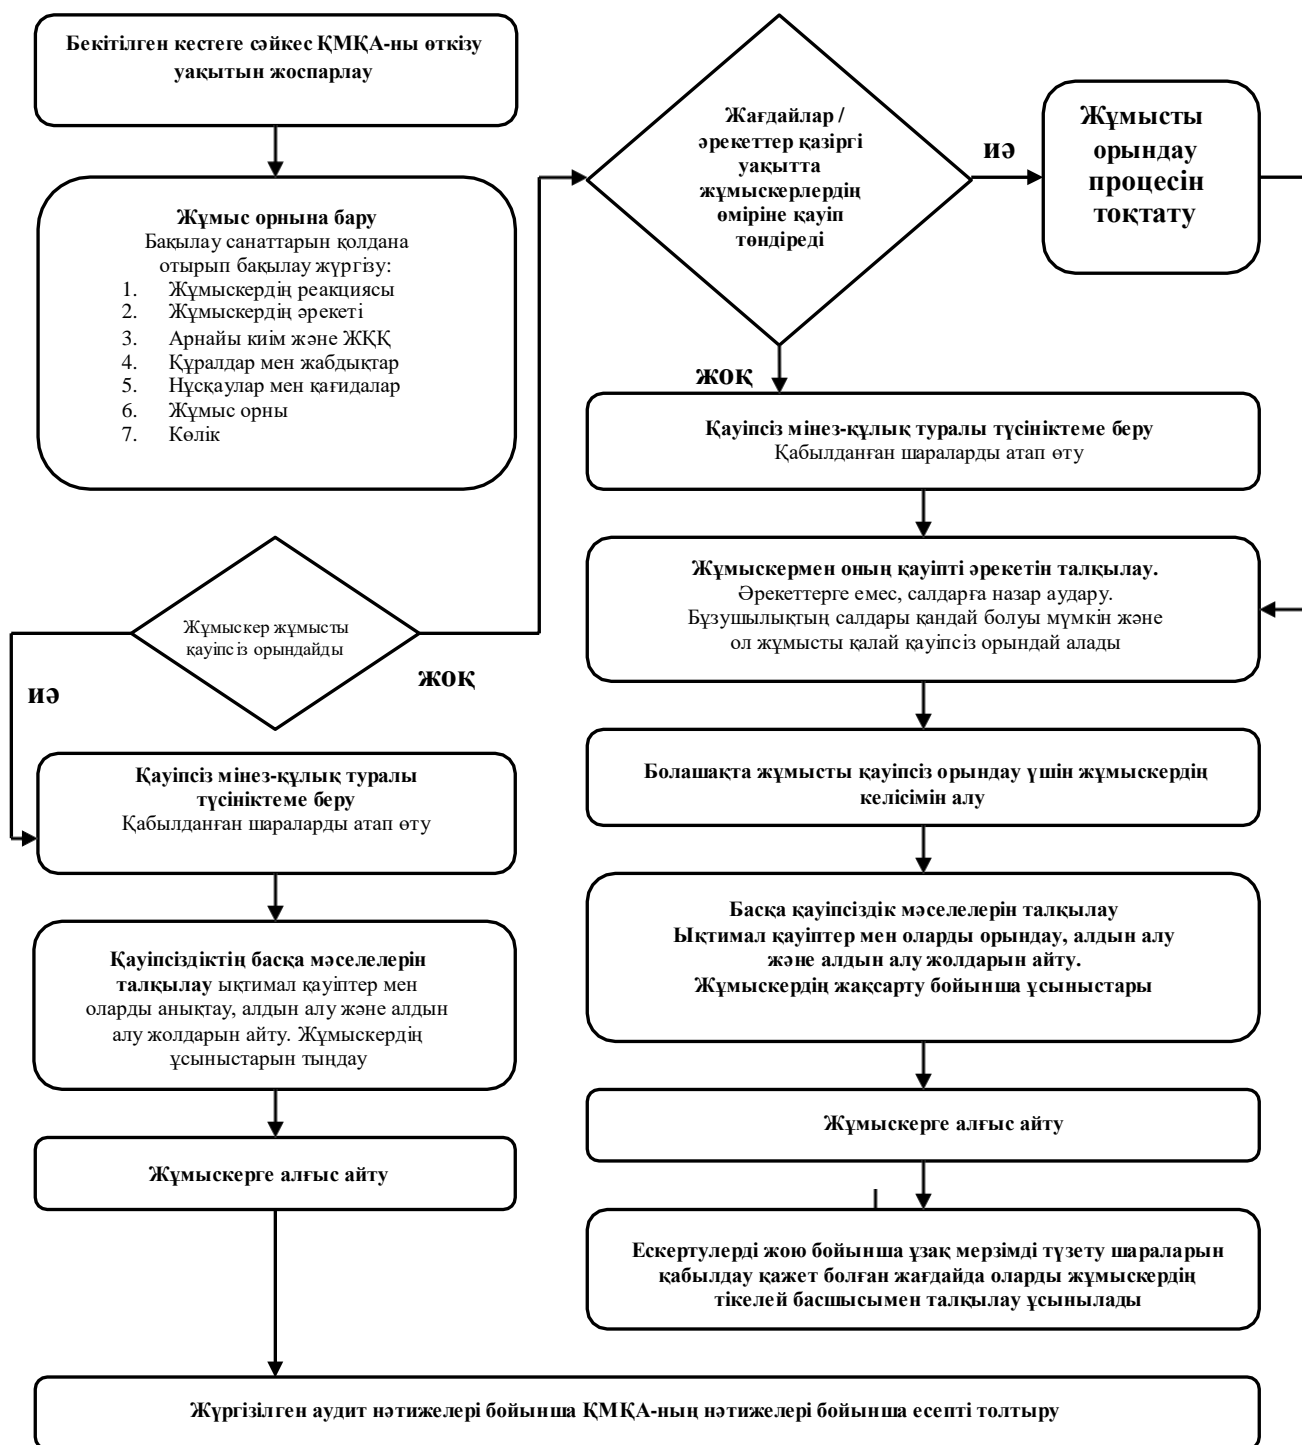 Бекітілген кестеге сәйкес ҚМҚА-ны өткізу
уақытын жоспарлау
Жұмыс орнына бару
Бақылау санаттарын қолдана
отырып бақылау жүргізу:
1. Жұмыскердің реакциясы
2. Жұмыскердің әрекеті
3. Арнайы киім және ЖҚҚ
4. Құралдар мен жабдықтар
5. Нұсқаулар мен қағидалар
6. Жұмыс орны
7. Көлік
Жұмыскер жұмысты
қауіпсіз орындайды
иә
жоқ
Қауіпсіз мінез-құлық туралы
түсініктеме беру
Қабылданған шараларды атап өту
Қауіпсіздіктің басқа мәселелерін
талқылау ықтимал қауіптер мен
оларды анықтау, алдын алу және алдын
алу жолдарын айту. Жұмыскердің
ұсыныстарын тыңдау
Жұмыскерге алғыс айту
Жағдайлар /
әрекеттер қазіргі
уақытта
жұмыскерлердің
өміріне қауіп
төндіреді
иә
Жұмысты
орындау
процесін
тоқтату
жоқ
Қауіпсіз мінез-құлық туралы түсініктеме беру
Қабылданған шараларды атап өту
Жұмыскермен оның қауіпті әрекетін талқылау.
Әрекеттерге емес, салдарға назар аудару.
Бұзушылықтың салдары қандай болуы мүмкін және
ол жұмысты қалай қауіпсіз орындай алады
Болашақта жұмысты қауіпсіз орындау үшін жұмыскердің
келісімін алу
Басқа қауіпсіздік мәселелерін талқылау
Ықтимал қауіптер мен оларды орындау, алдын алу
және алдын алу жолдарын айту.
Жұмыскердің жақсарту бойынша ұсыныстары
Жұмыскерге алғыс айту
Ескертулерді жою бойынша ұзақ мерзімді түзету шараларын
қабылдау қажет болған жағдайда оларды жұмыскердің
тікелей басшысымен талқылау ұсынылады
Жүргізілген аудит нәтижелері бойынша ҚМҚА-ның нәтижелері бойынша есепті толтыру